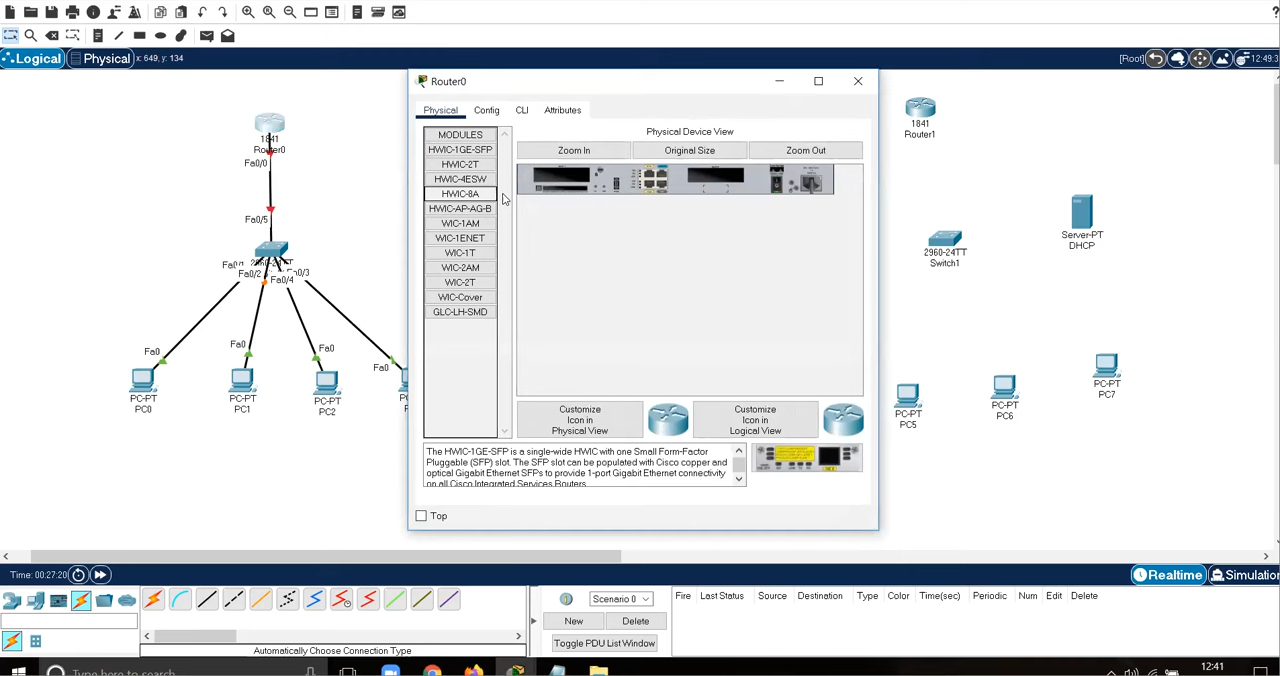 Logical
Physical
x: 649, y: 134
[Root]
12:49:3
Router0
Physical
Config
CLI
Attributes
MODULES
HWIC-1GE-SFP
HWIC-2T
HWIC-4ESW
HWIC-8A
HWIC-AP-AG-B
WIC-1AM
WIC-1ENET
WIC-1T
WIC-2AM
WIC-2T
WIC-Cover
GLC-LH-SMD
Physical Device View
Zoom In
Original Size
Zoom Out
Customize
Icon in
Physical View
Customize
Icon in
Logical View
The HWIC-1GE-SFP is a single-wide HWIC with one Small Form-Factor
Pluggable (SFP) slot. The SFP slot can be populated with Cisco copper and
optical Gigabit Ethernet SFPs to provide 1-port Gigabit Ethernet connectivity
on all Cisco Integrated Services Routers.
Top
1841
Router0
Fa0/0
Fa0/5
Fa0/2
Fa0/3
Fa0/4
Fa0
Fa0
Fa0
Fa0
PC-PT
PC0
PC-PT
PC1
PC-PT
PC2
1841
Router1
2960-24TT
Switch1
Server-PT
DHCP
PC-PT
PC5
PC-PT
PC6
PC-PT
PC7
Time: 00:27:20
Realtime
Simulation
Automatically Choose Connection Type
Scenario 0
New
Delete
Toggle PDU List Window
Fire
Last Status
Source
Destination
Type
Color
Time(sec)
Periodic
Num
Edit
Delete
Type here to search
12:41